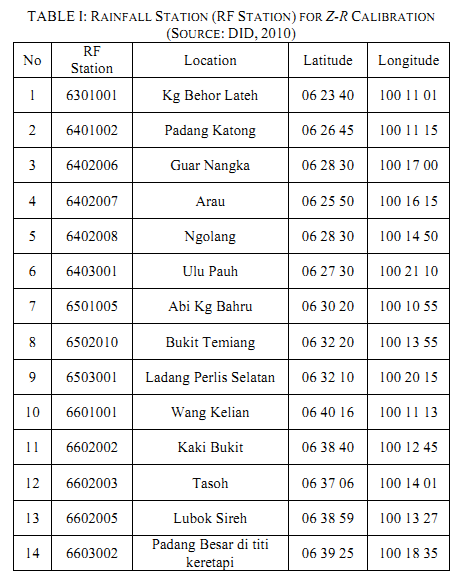 TABLE I: RAINFALL STATION (RF STATION) FOR Z-R CALIBRATION
(SOURCE: DID, 2010)
No RF Station Location Latitude Longitude
1 6301001 Kg Behor Lateh 06 23 40 100 11 01
2 6401002 Padang Katong 06 26 45 100 11 15
3 6402006 Guar Nangka 06 28 30 100 17 00
4 6402007 Arau 06 25 50 100 16 15
5 6402008 Ngolang 06 28 30 100 14 50
6 6403001 Ulu Pauh 06 27 30 100 21 10
7 6501005 Abi Kg Bahru 06 30 20 100 10 55
8 6502010 Bukit Temiang 06 32 20 100 13 55
9 6503001 Ladang Perlis Selatan 06 32 10 100 20 15
10 6601001 Wang Kelian 06 40 16 100 11 13
11 6602002 Kaki Bukit 06 38 40 100 12 45
12 6602003 Tasoh 06 37 06 100 14 01
13 6602005 Lubok Sireh 06 38 59 100 13 27
14 6603002 Padang Besar di titi keretapi 06 39 25 100 18 35